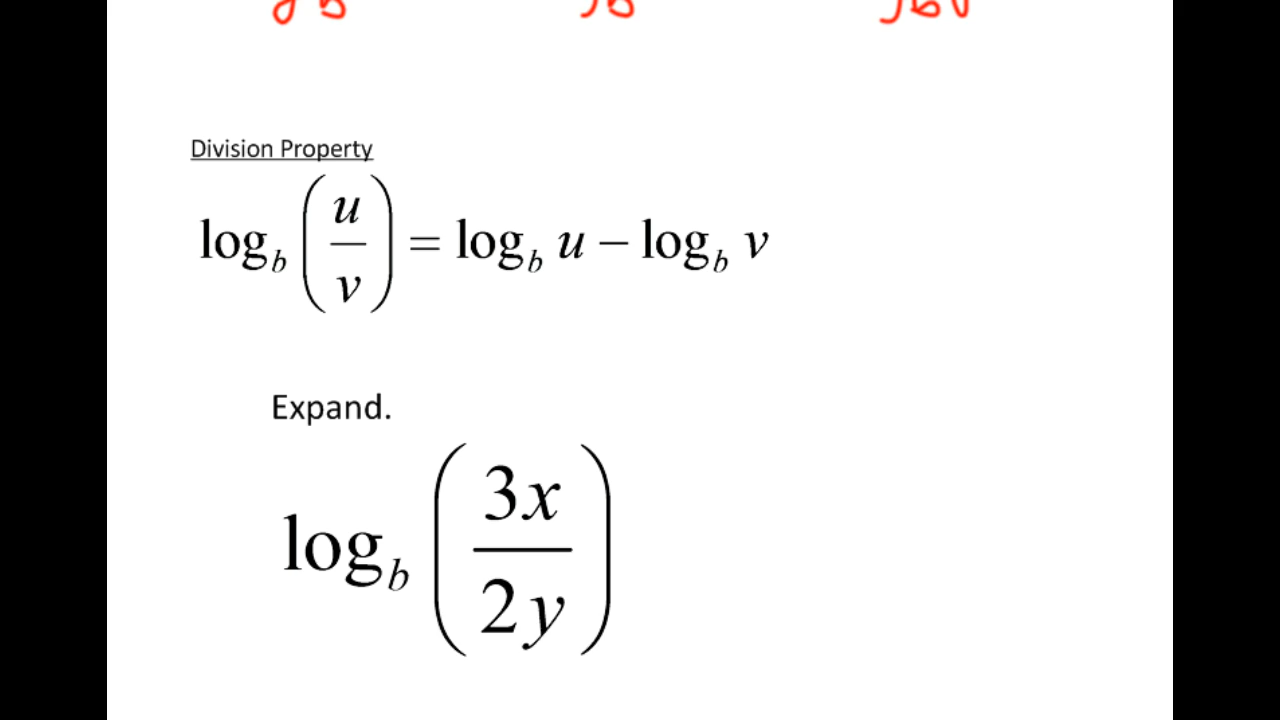 Division Property
log_b (u/v) = log_b u − log_b v
Expand.
log_b (3x/2y)